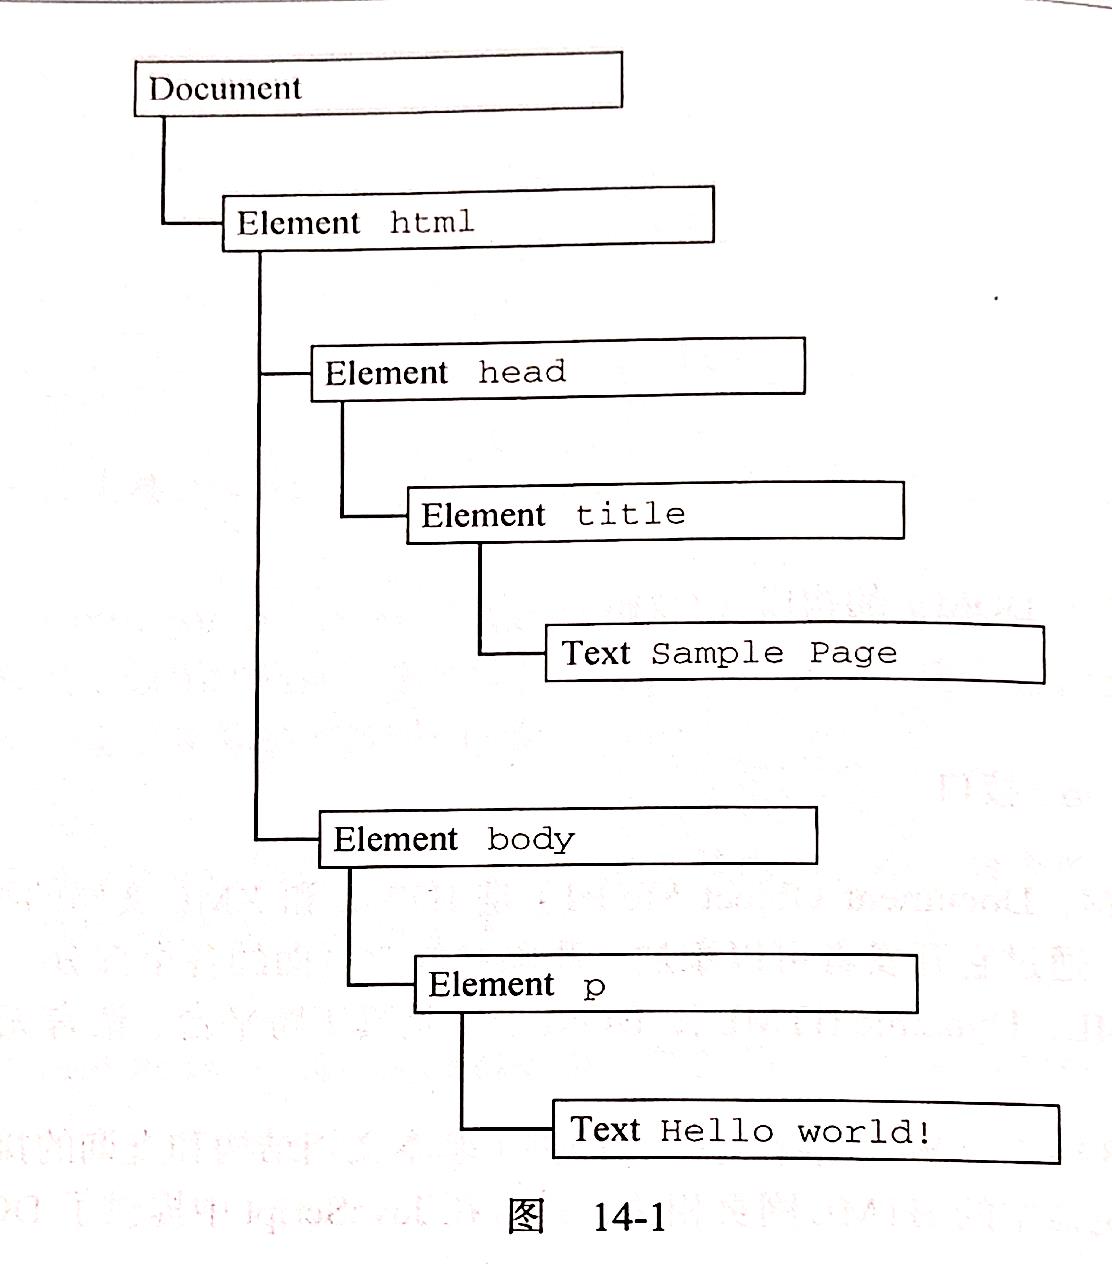 Document
Element html
Element head
Element title
Text Sample Page
Element body
Element p
Text Hello world!
图 14-1